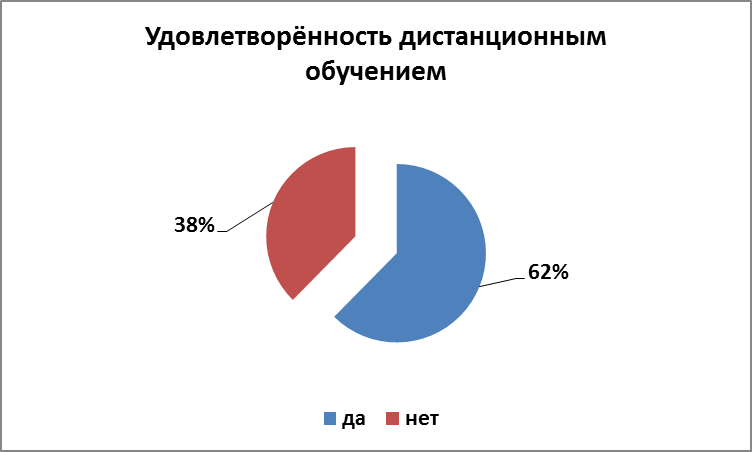 Удовлетворённость дистанционным
обучением
38%
62%
да нет